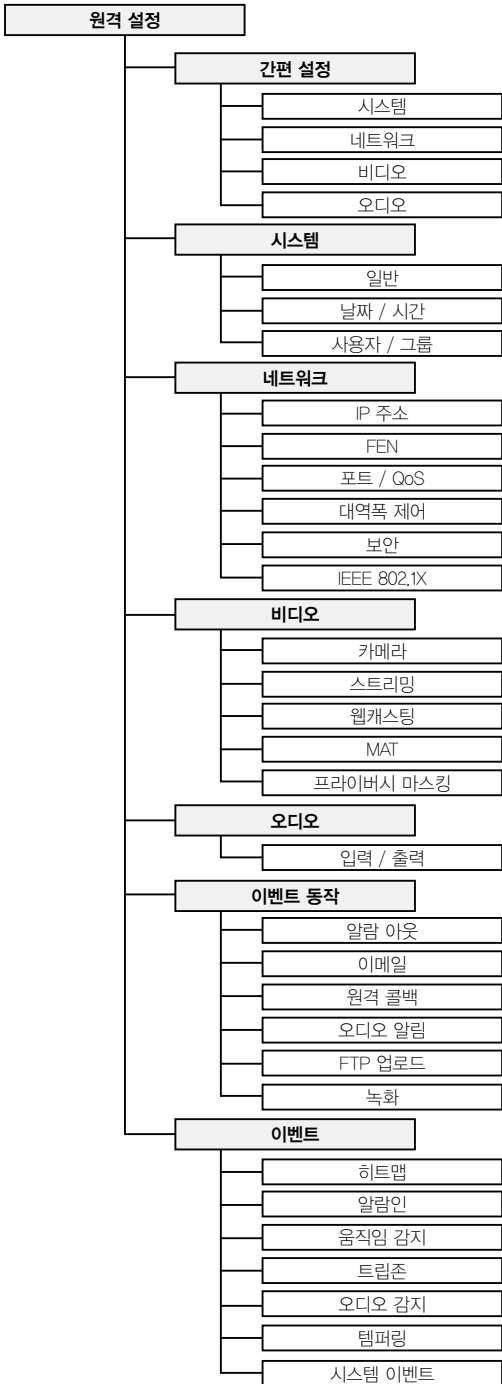 원격 설정
간편 설정
시스템
네트워크
비디오
오디오
시스템
일반
날짜 / 시간
사용자 / 그룹
네트워크
IP 주소
FEN
포트 / QoS
대역폭 제어
보안
IEEE 802.1X
비디오
카메라
스트리밍
웹캐스팅
MAT
프라이버시 마스킹
오디오
입력 / 출력
이벤트 동작
알람 아웃
이메일
원격 콜백
오디오 알림
FTP 업로드
녹화
이벤트
히트맵
알람인
움직임 감지
트립존
오디오 감지
템퍼링
시스템 이벤트